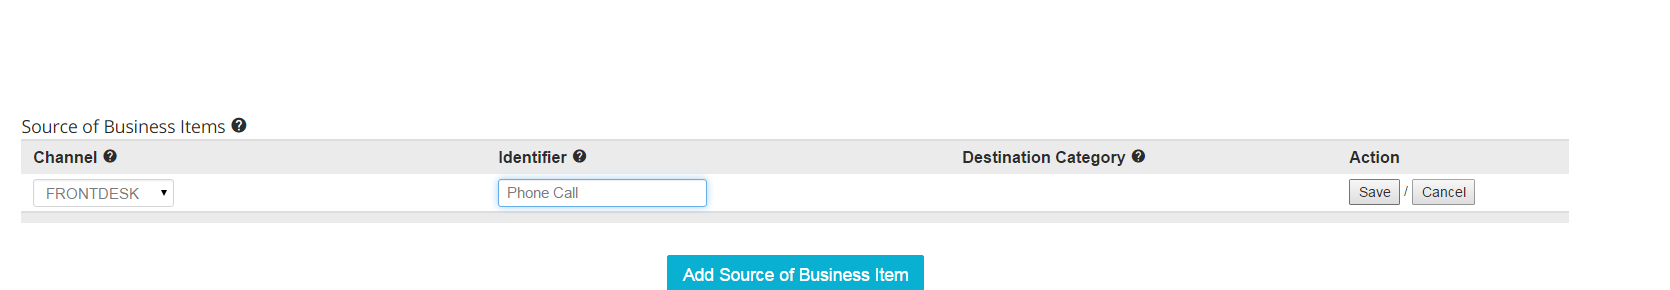 Source of Business Items ?
Channel ? Identifier ? Destination Category ? Action
FRONTDESK Phone Call Save / Cancel
Add Source of Business Item